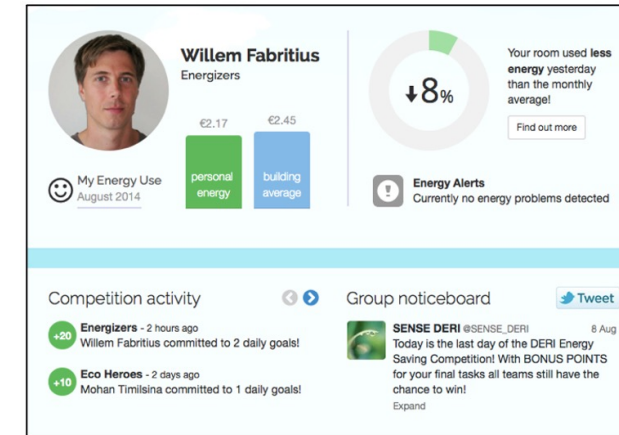 Willem Fabritius
Energizers
€2.17
€2.45
personal
energy
building
average
My Energy Use
August 2014
8%
Your room used less
energy yesterday
than the monthly
average!
Find out more
Energy Alerts
Currently no energy problems detected
Competition activity
+20
Energizers - 2 hours ago
Willem Fabritius committed to 2 daily goals!
+10
Eco Heroes - 2 days ago
Mohan Timilsina committed to 1 daily goals!
Group noticeboard
Tweet
SENSE DERI @SENSE_DERI 8 Aug
Today is the last day of the DERI Energy
Saving Competition! With BONUS POINTS
for your final tasks all teams still have the
chance to win!
Expand